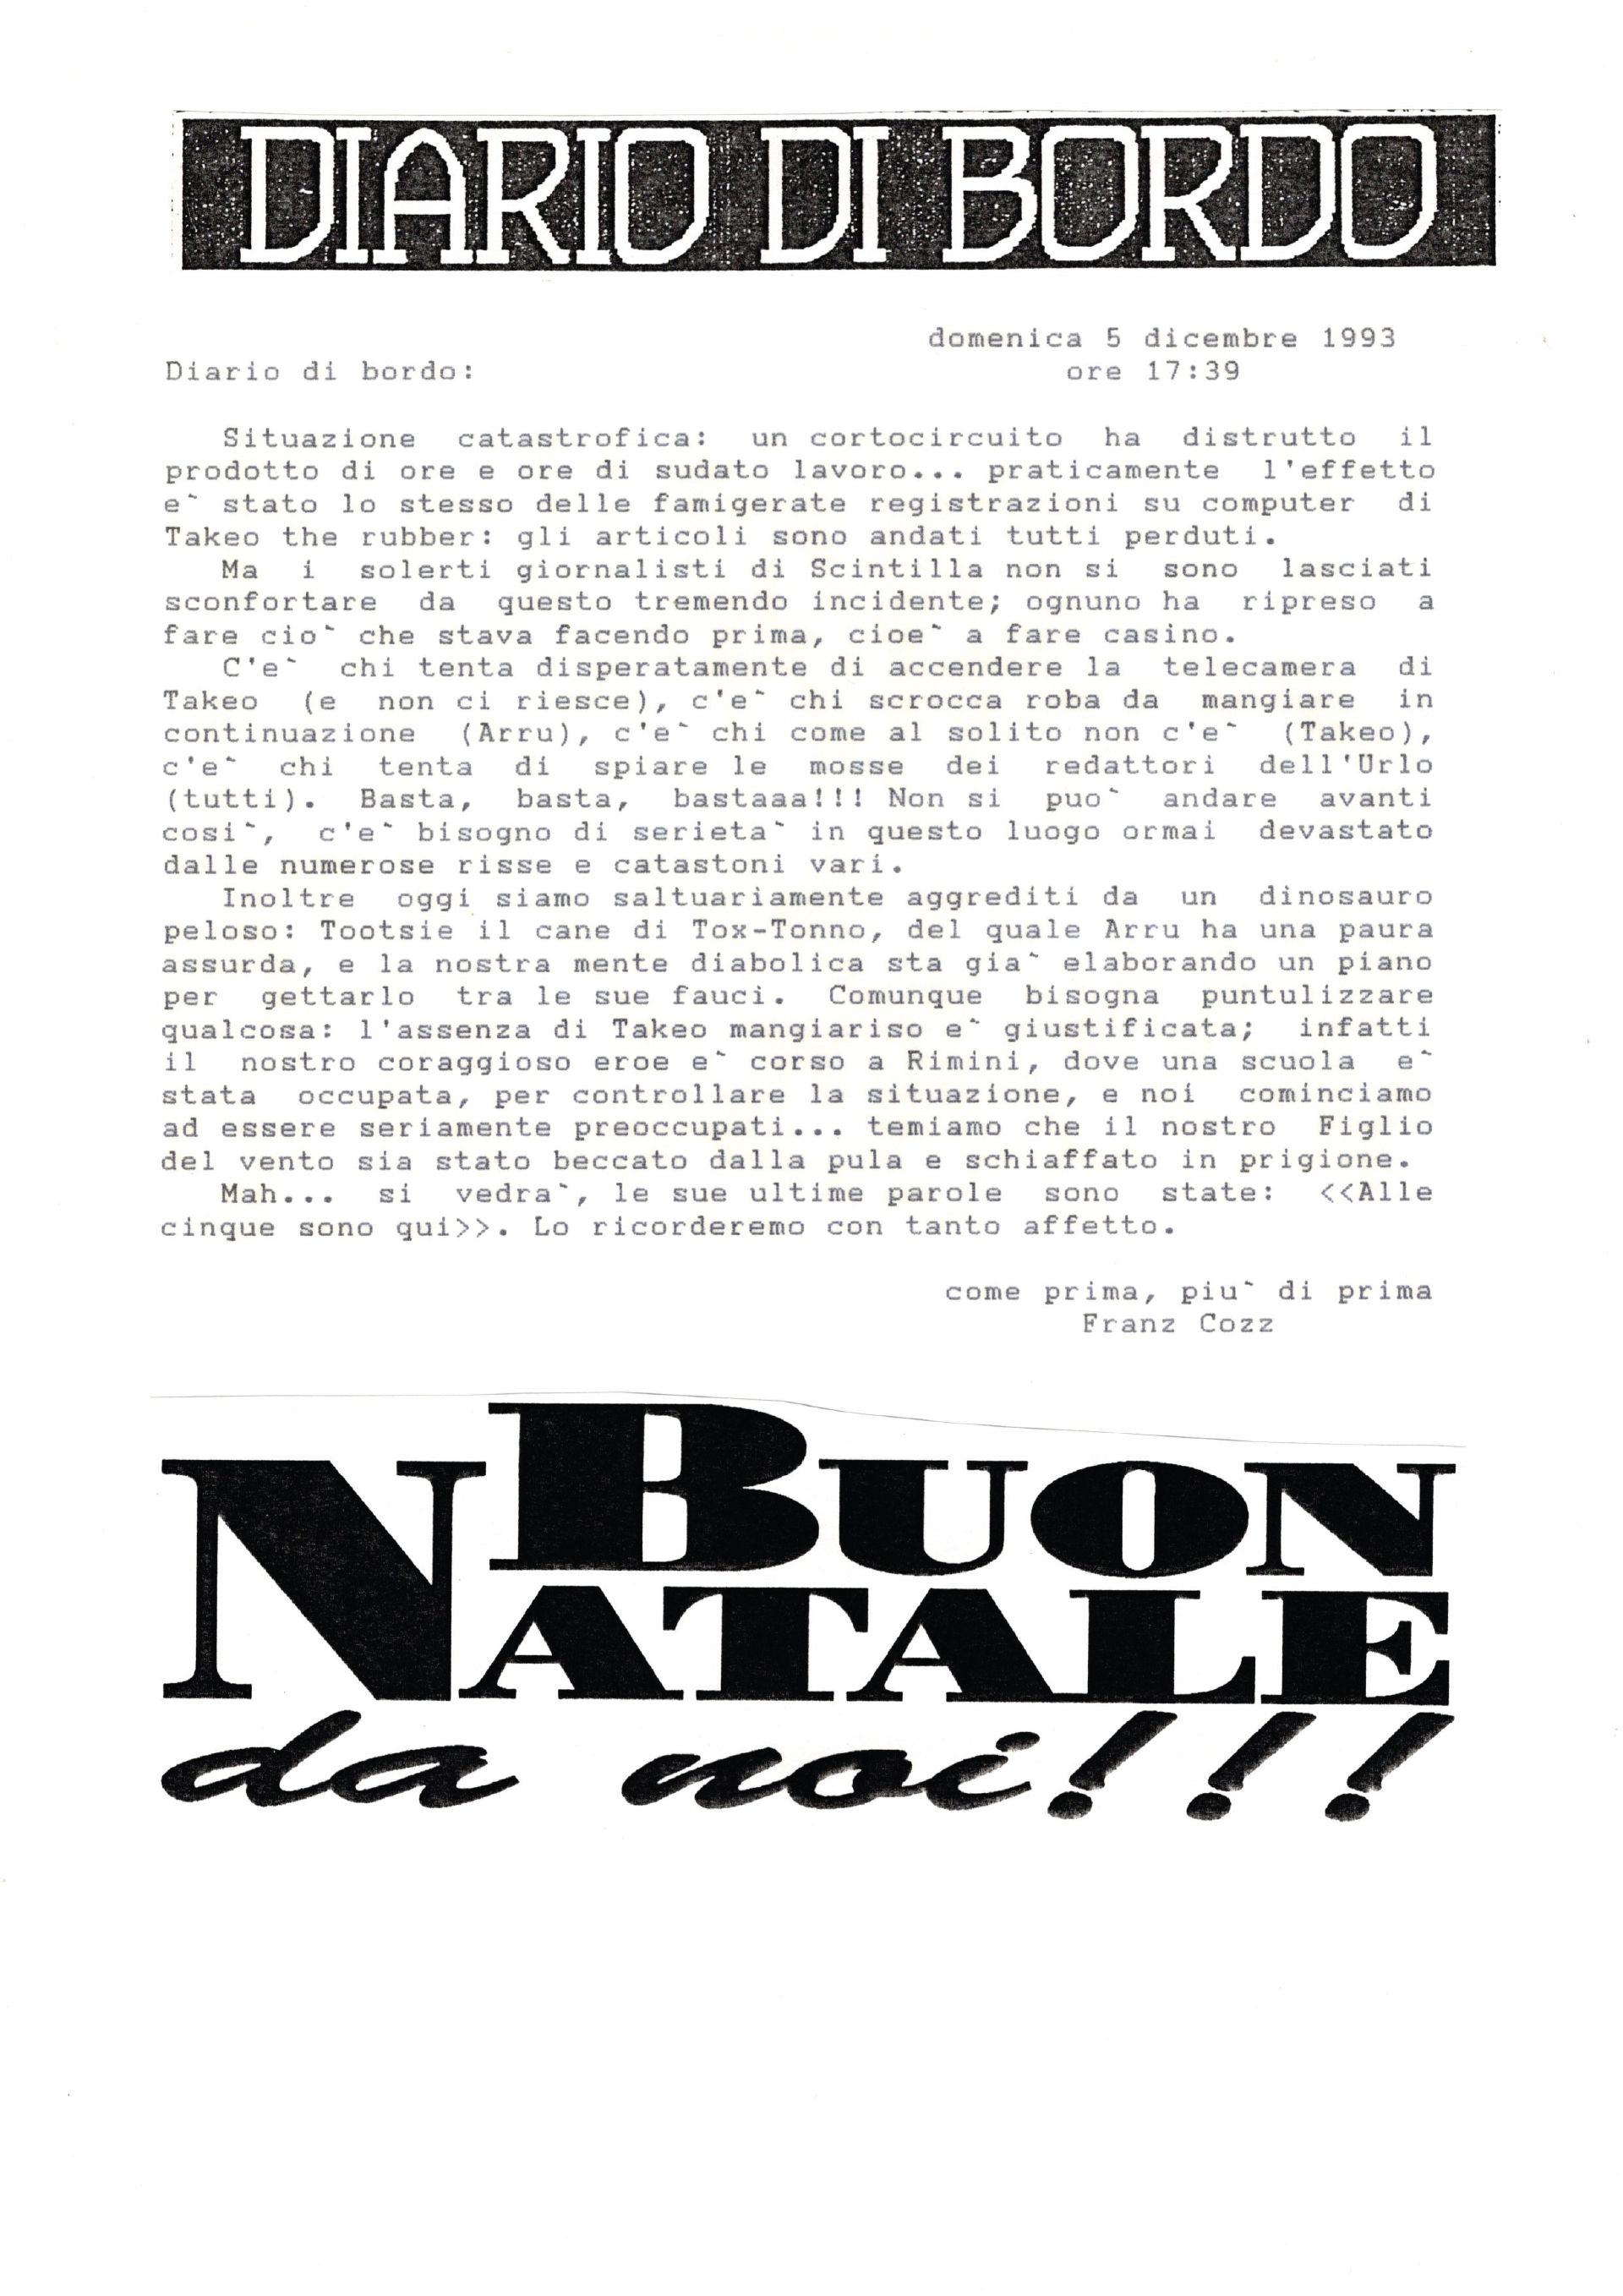 DIARIO DI BORDO
domenica 5 dicembre 1993
Diario di bordo: ore 17:39
Situazione catastrofica: un cortocircuito ha distrutto il
prodotto di ore e ore di sudato lavoro... praticamente l'effetto
e` stato lo stesso delle famigerate registrazioni su computer di
Takeo the rubber: gli articoli sono andati tutti perduti.
Ma i solerti giornalisti di Scintilla non si sono lasciati
sconfortare da questo tremendo incidente; ognuno ha ripreso a
fare cio` che stava facendo prima, cioe` a fare casino.
C'e` chi tenta disperatamente di accendere la telecamera di
Takeo (e non ci riesce), c'e` chi scrocca roba da mangiare in
continuazione (Arru), c'e` chi come al solito non c'e` (Takeo),
c'e` chi tenta di spiare le mosse dei redattori dell'Urlo
(tutti). Basta, basta, bastaaa!!! Non si puo` andare avanti
cosi`, c'e` bisogno di serieta` in questo luogo ormai devastato
dalle numerose risse e catastoni vari.
Inoltre oggi siamo saltuariamente aggrediti da un dinosauro
peloso: Tootsie il cane di Tox-Tonno, del quale Arru ha una paura
assurda, e la nostra mente diabolica sta gia` elaborando un piano
per gettarlo tra le sue fauci. Comunque bisogna puntulizzare
qualcosa: l'assenza di Takeo mangiariso e` giustificata; infatti
il nostro coraggioso eroe e` corso a Rimini, dove una scuola e`
stata occupata, per controllare la situazione, e noi cominciamo
ad essere seriamente preoccupati... temiamo che il nostro Figlio
del vento sia stato beccato dalla pula e schiaffato in prigione.
Mah... si vedra`, le sue ultime parole sono state: <<Alle
cinque sono qui>>. Lo ricorderemo con tanto affetto.
come prima, piu` di prima
Franz Cozz
BUON
NATALE
da noi!!!